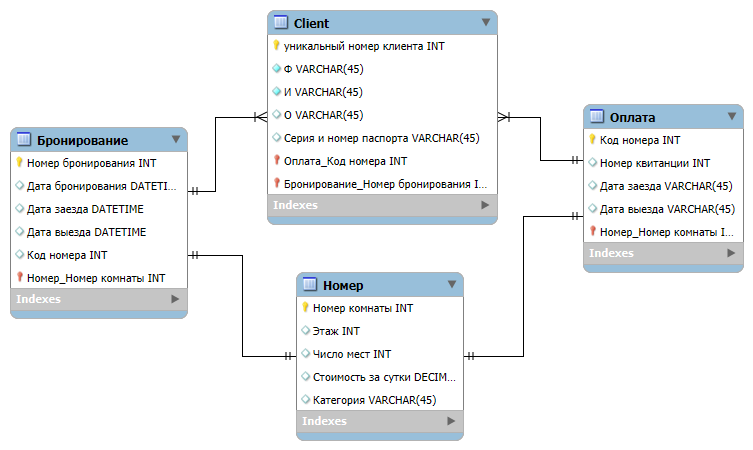 Client
уникальный номер клиента INT
Ф VARCHAR(45)
И VARCHAR(45)
О VARCHAR(45)
Серия и номер паспорта VARCHAR(45)
Оплата_Код номера INT
Бронирование_Номер бронирования I...
Indexes
Бронирование
Номер бронирования INT
Дата бронирования DATETI...
Дата заезда DATETIME
Дата выезда DATETIME
Код номера INT
Номер_Номер комнаты INT
Indexes
Оплата
Код номера INT
Номер квитанции INT
Дата заезда VARCHAR(45)
Дата выезда VARCHAR(45)
Номер_Номер комнаты I...
Indexes
Номер
Номер комнаты INT
Этаж INT
Число мест INT
Стоимость за сутки DECIM...
Категория VARCHAR(45)
Indexes